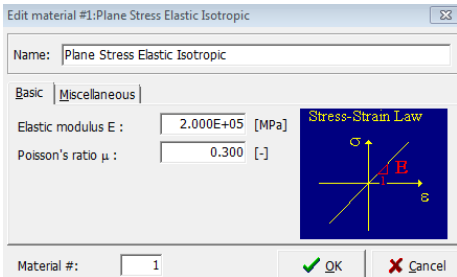 Edit material #1:Plane Stress Elastic Isotropic
Name: Plane Stress Elastic Isotropic
Basic Miscellaneous
Elastic modulus E : 2.000E+05 [MPa]
Poisson's ratio μ : 0.300 [-]
Stress-Strain Law
σ
E
1
ε
Material #: 1
OK Cancel